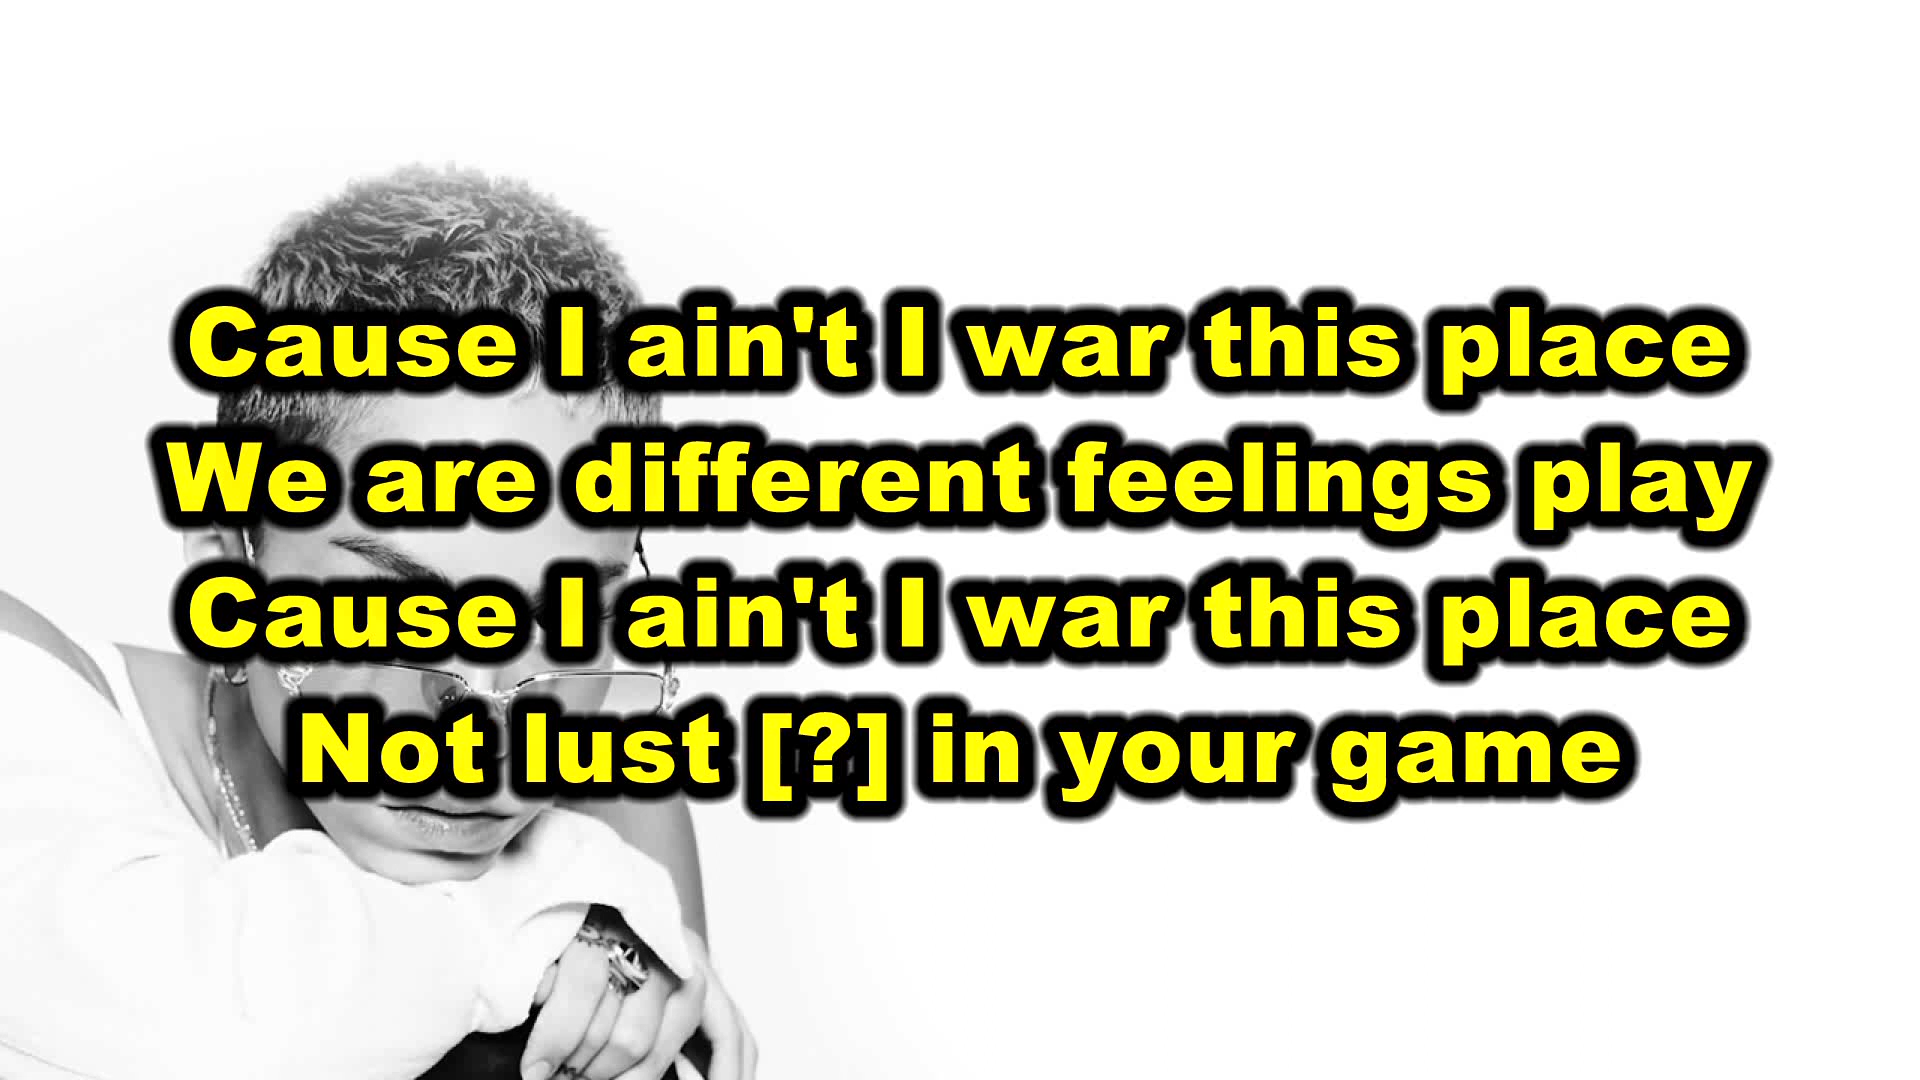 Cause I ain't I war this place
We are different feelings play
Cause I ain't I war this place
Not lust [?] in your game